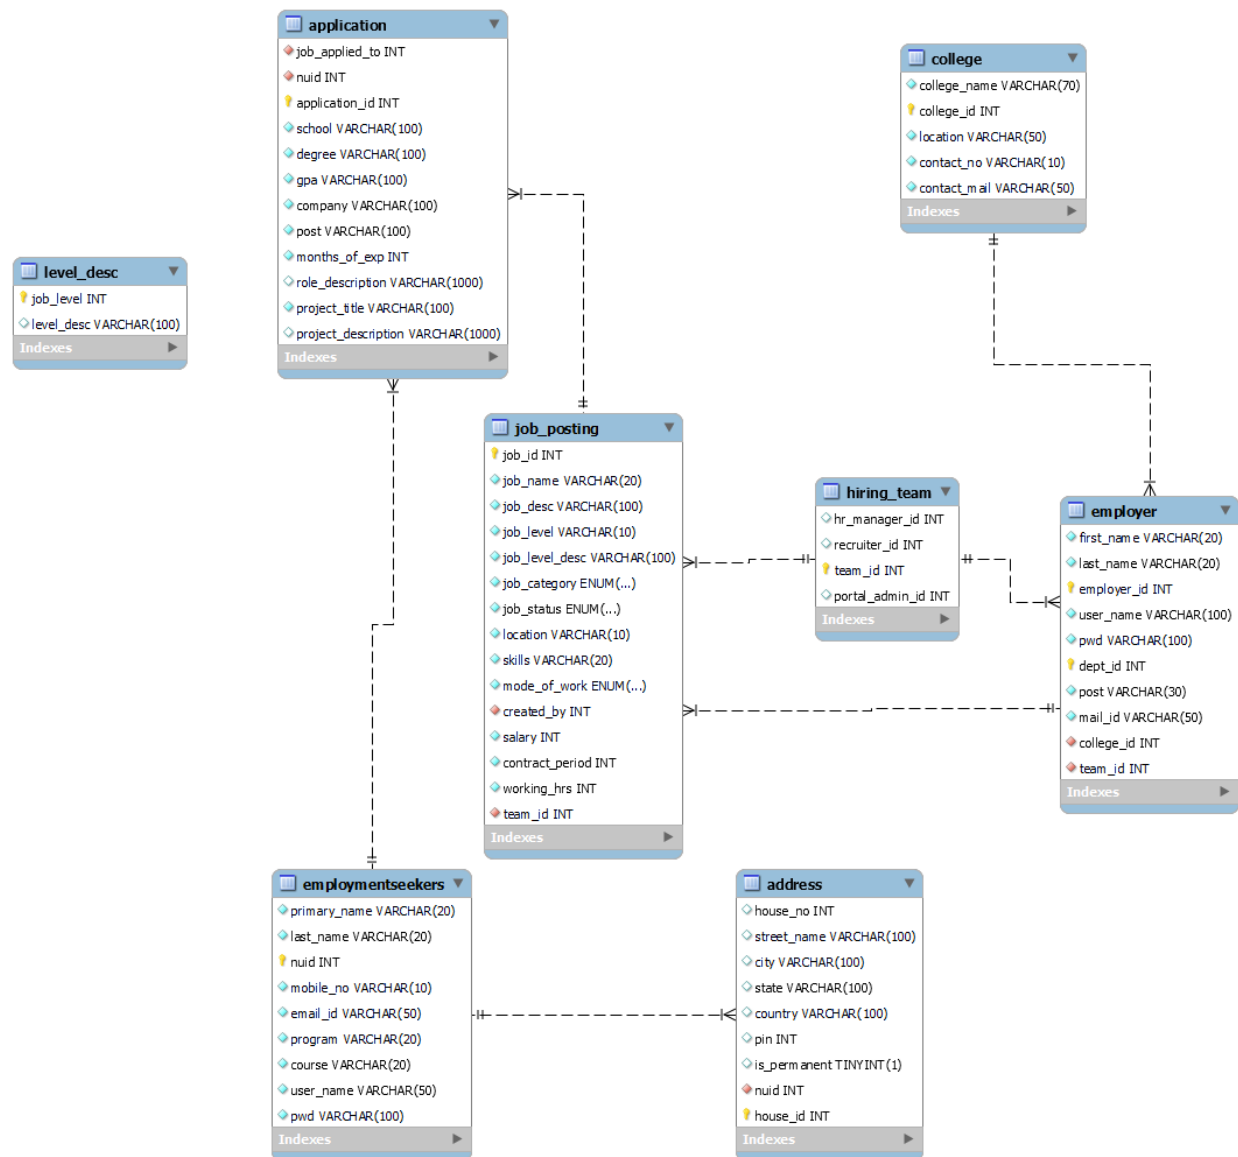 application
job_applied_to INT
nuid INT
application_id INT
school VARCHAR(100)
degree VARCHAR(100)
gpa VARCHAR(100)
company VARCHAR(100)
post VARCHAR(100)
months_of_exp INT
role_description VARCHAR(1000)
project_title VARCHAR(100)
project_description VARCHAR(1000)
Indexes
college
college_name VARCHAR(70)
college_id INT
location VARCHAR(50)
contact_no VARCHAR(10)
contact_mail VARCHAR(50)
Indexes
level_desc
job_level INT
level_desc VARCHAR(100)
Indexes
job_posting
job_id INT
job_name VARCHAR(20)
job_desc VARCHAR(100)
job_level VARCHAR(10)
job_level_desc VARCHAR(100)
job_category ENUM(...)
job_status ENUM(...)
location VARCHAR(10)
skills VARCHAR(20)
mode_of_work ENUM(...)
created_by INT
salary INT
contract_period INT
working_hrs INT
team_id INT
Indexes
hiring_team
hr_manager_id INT
recruiter_id INT
team_id INT
portal_admin_id INT
Indexes
employer
first_name VARCHAR(20)
last_name VARCHAR(20)
employer_id INT
user_name VARCHAR(100)
pwd VARCHAR(100)
dept_id INT
post VARCHAR(30)
mail_id VARCHAR(50)
college_id INT
team_id INT
Indexes
employmentseekers
primary_name VARCHAR(20)
last_name VARCHAR(20)
nuid INT
mobile_no VARCHAR(10)
email_id VARCHAR(50)
program VARCHAR(20)
course VARCHAR(20)
user_name VARCHAR(50)
pwd VARCHAR(100)
Indexes
address
house_no INT
street_name VARCHAR(100)
city VARCHAR(100)
state VARCHAR(100)
country VARCHAR(100)
pin INT
is_permanent TINYINT(1)
nuid INT
house_id INT
Indexes